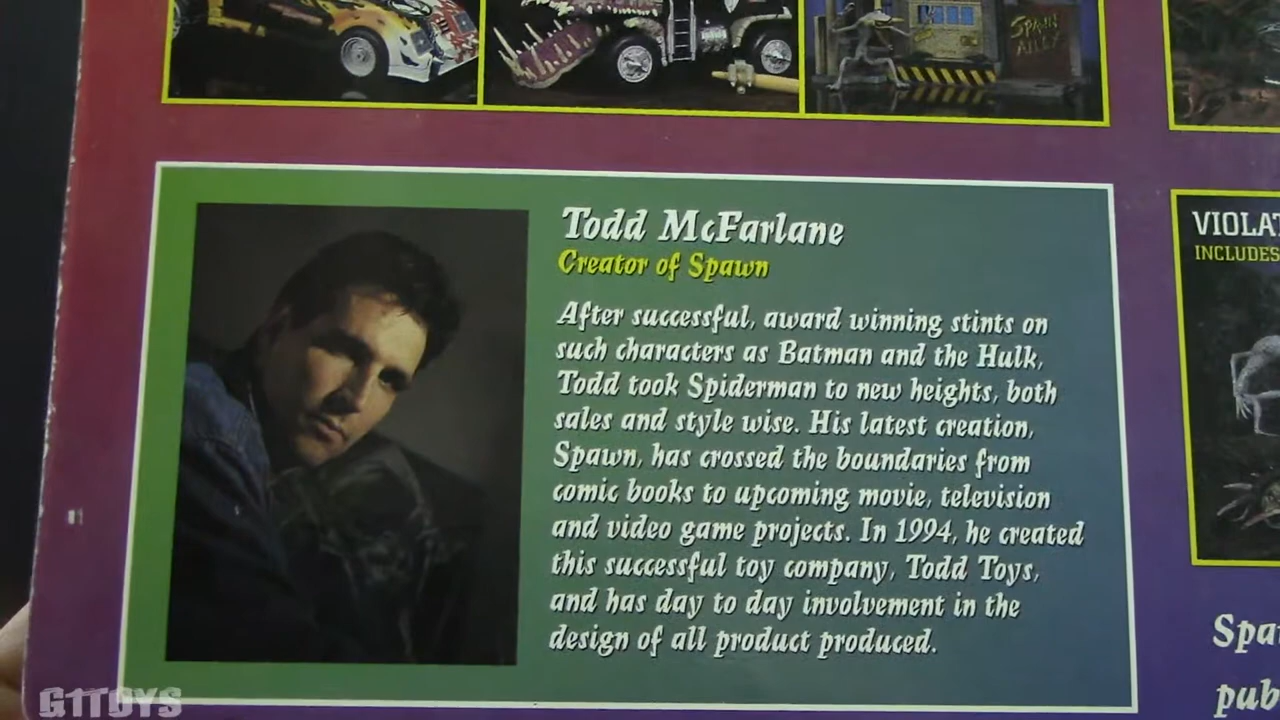 SPAWN
ALLEY
Todd McFarlane
Creator of Spawn
After successful, award winning stints on
such characters as Batman and the Hulk,
Todd took Spiderman to new heights, both
sales and style wise. His latest creation,
Spawn, has crossed the boundaries from
comic books to upcoming movie, television
and video game projects. In 1994, he created
this successful toy company, Todd Toys,
and has day to day involvement in the
design of all product produced.
INCLUDES
G1TOYS